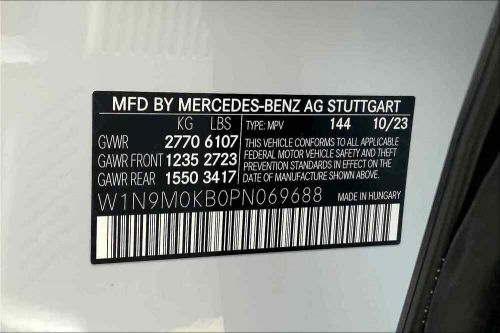 MFD BY MERCEDES-BENZ AG STUTTGART
KG LBS TYPE: MPV 144 10/23
GVWR 2770 6107
GAWR FRONT 1235 2723
GAWR REAR 1550 3417
THIS VEHICLE CONFORMS TO ALL APPLICABLE
FEDERAL MOTOR VEHICLE SAFETY AND THEFT
PREVENTION STANDARDS IN EFFECT ON THE
DATE OF MANUFACTURE SHOWN ABOVE.
W1N9M0KB0PN069688
MADE IN HUNGARY